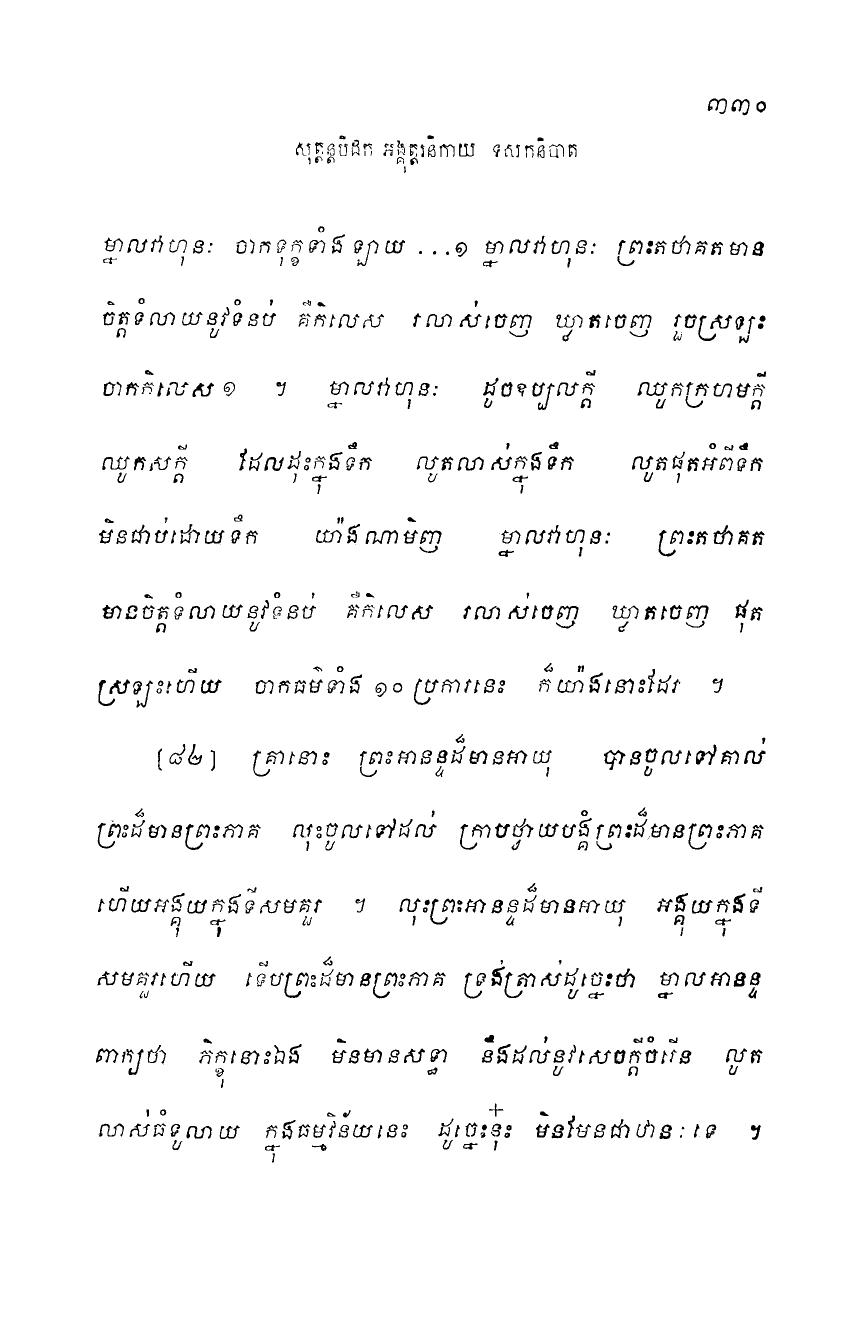 ៣៣០
សុត្តន្តបិដក អង្គុត្តរនិកាយ ទសកនិបាត
ម្នាលវាហុនៈ ចាកទុក្ខទាំងឡាយ ...១ ម្នាលវាហុនៈ ព្រះតថាគតមាន
ចិត្តទំលាយនូវទំនប់ គឺកិលេស រលាស់ចេញ ឃ្លាតចេញ រួចស្រឡះ
ចាកកិលេស១ ។ ម្នាលវាហុនៈ ដូចឧប្បលក្តី ឈូកក្រហមក្តី
ឈូកសក្តី ដែលដុះក្នុងទឹក លូតលាស់ក្នុងទឹក លូតផុតអំពីទឹក
មិនជាប់ដោយទឹក យ៉ាងណាមិញ ម្នាលវាហុនៈ ព្រះតថាគត
មានចិត្តទំលាយនូវទំនប់ គឺកិលេស រលាស់ចេញ ឃ្លាតចេញ ផុត
ស្រឡះហើយ ចាកធម៌ទាំង ១០ ប្រការនេះ ក៏យ៉ាងនោះដែរ ។
(៨២) គ្រានោះ ព្រះអានន្ទដ៏មានអាយុ បានចូលទៅគាល់
ព្រះដ៏មានព្រះភាគ លុះចូលទៅដល់ ក្រាបថ្វាយបង្គំព្រះដ៏មានព្រះភាគ
ហើយអង្គុយក្នុងទីសមគួរ ។ លុះព្រះអានន្ទដ៏មានអាយុ អង្គុយក្នុងទី
សមគួរហើយ ទើបព្រះដ៏មានព្រះភាគ ទ្រង់ត្រាស់ដូច្នេះថា ម្នាលអានន្ទ
ពាក្យថា ភិក្ខុនោះឯង មិនមានសទ្ធា នឹងដល់នូវសេចក្តីចំរើន លូត
លាស់ធំទូលាយ ក្នុងធម្មវិន័យនេះ ដូច្នេះនុ៎ះ មិនមែនជាឋានៈទេ ។